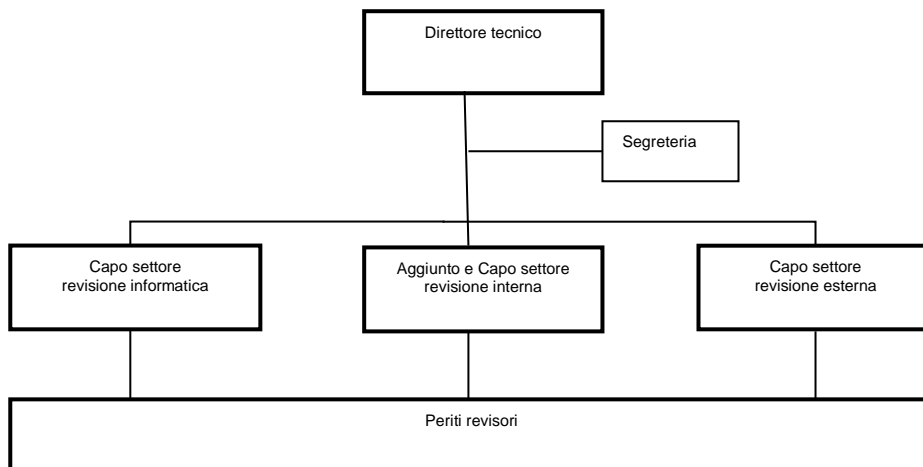 Direttore tecnico
Segreteria
Capo settore
revisione informatica
Aggiunto e Capo settore
revisione interna
Capo settore
revisione esterna
Periti revisori